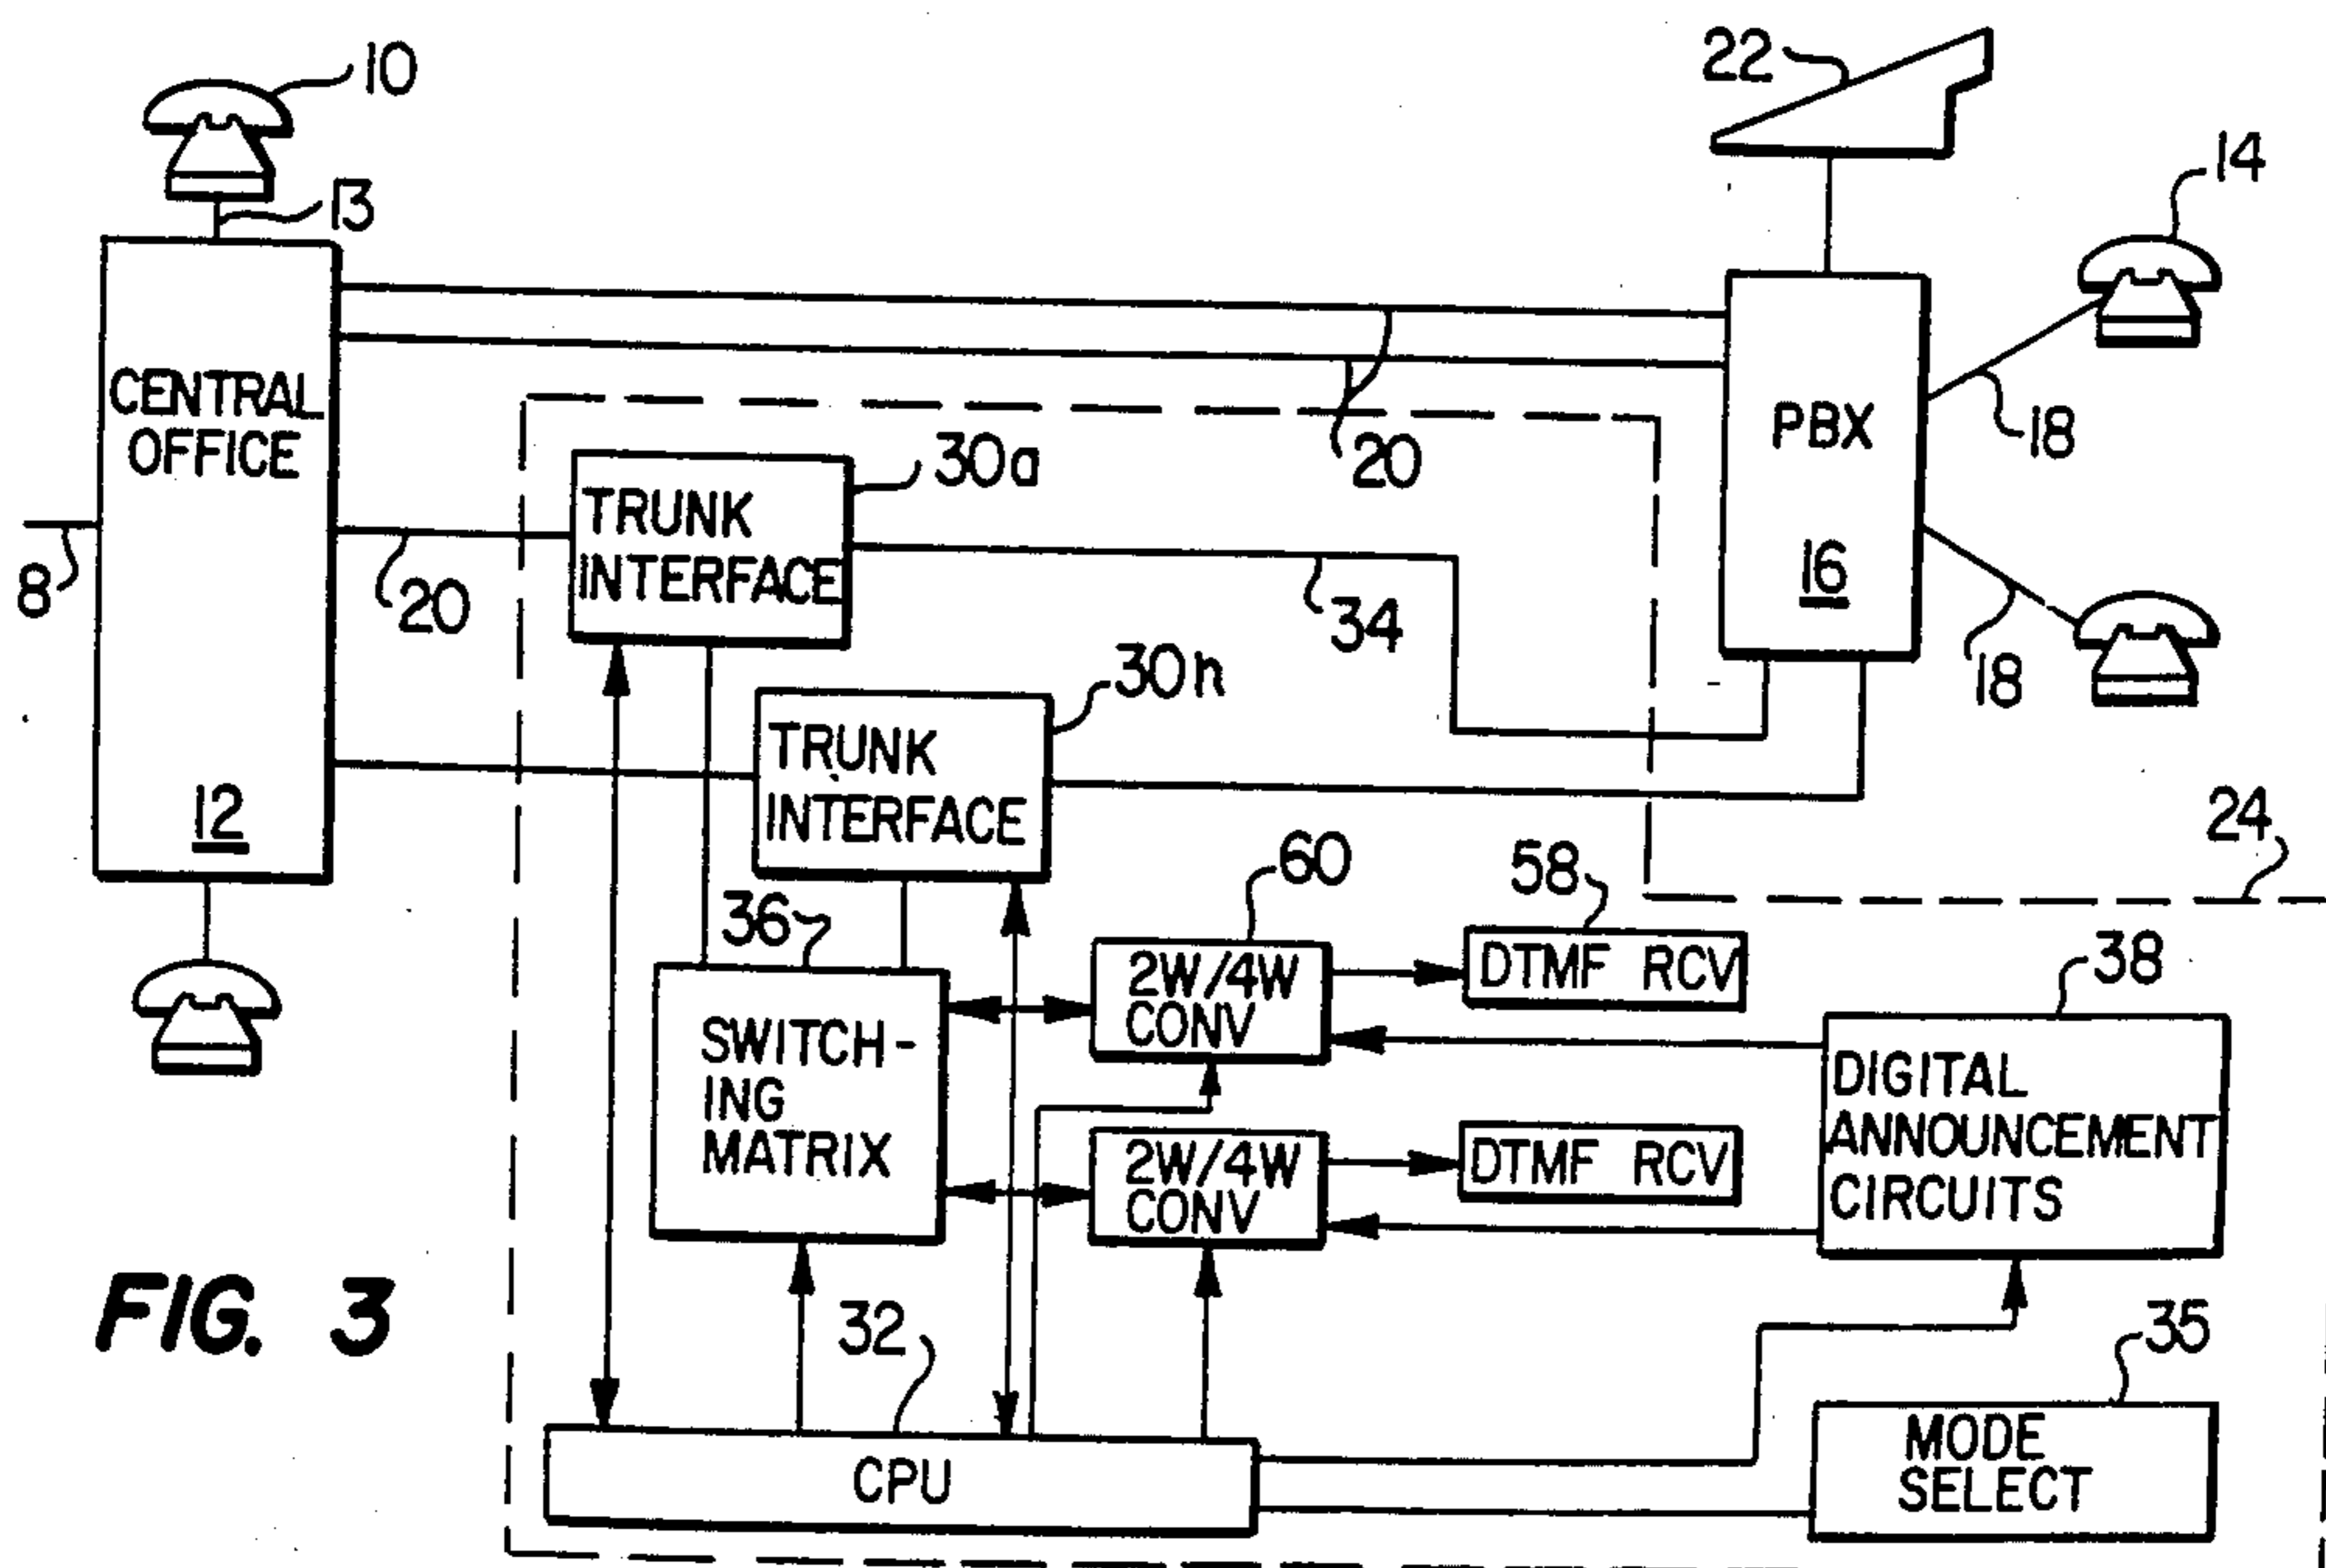 10
22
14
13
CENTRAL
OFFICE
PBX
18
20
30a
TRUNK
INTERFACE
8
20
34
16
30n
18
TRUNK
INTERFACE
12
24
60
58
36
2W/4W
CONV
DTMF RCV
38
SWITCH-
ING
MATRIX
DIGITAL
ANNOUNCEMENT
CIRCUITS
2W/4W
CONV
DTMF RCV
FIG. 3
32
35
CPU
MODE
SELECT